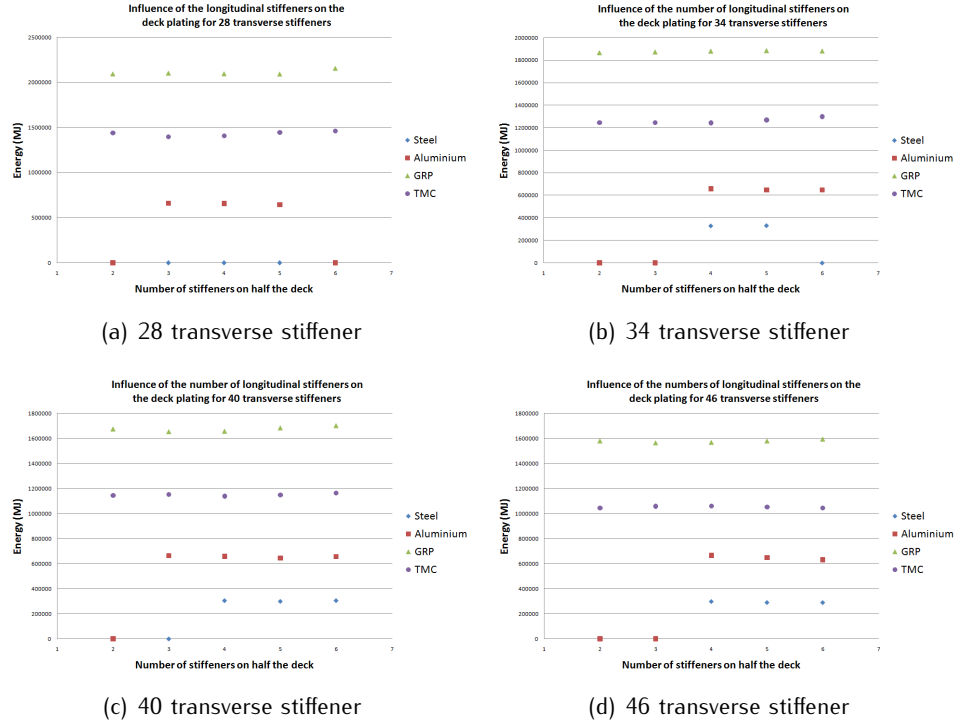 Influence of the longitudinal stiffeners on the
deck plating for 28 transverse stiffeners
2500000
2000000
1500000
1000000
500000
0
Energy (MJ)
1 2 3 4 5 6 7
Number of stiffeners on half the deck
Steel
Aluminium
GRP
TMC
(a) 28 transverse stiffener
Influence of the number of longitudinal stiffeners on
the deck plating for 34 transverse stiffeners
2000000
1800000
1600000
1400000
1200000
1000000
800000
600000
400000
200000
0
Energy (MJ)
1 2 3 4 5 6 7
Number of stiffeners on half the deck
Steel
Aluminium
GRP
TMC
(b) 34 transverse stiffener
Influence of the number of longitudinal stiffeners on
the deck plating for 40 transverse stiffeners
1800000
1600000
1400000
1200000
1000000
800000
600000
400000
200000
0
Energy (MJ)
1 2 3 4 5 6 7
Number of stiffeners on half the deck
Steel
Aluminium
GRP
TMC
(c) 40 transverse stiffener
Influence of the numbers of longitudinal stiffeners on the
deck plating for 46 transverse stiffeners
1800000
1600000
1400000
1200000
1000000
800000
600000
400000
200000
0
Energy (MJ)
1 2 3 4 5 6 7
Number of stiffeners on half the deck
Steel
Aluminium
GRP
TMC
(d) 46 transverse stiffener